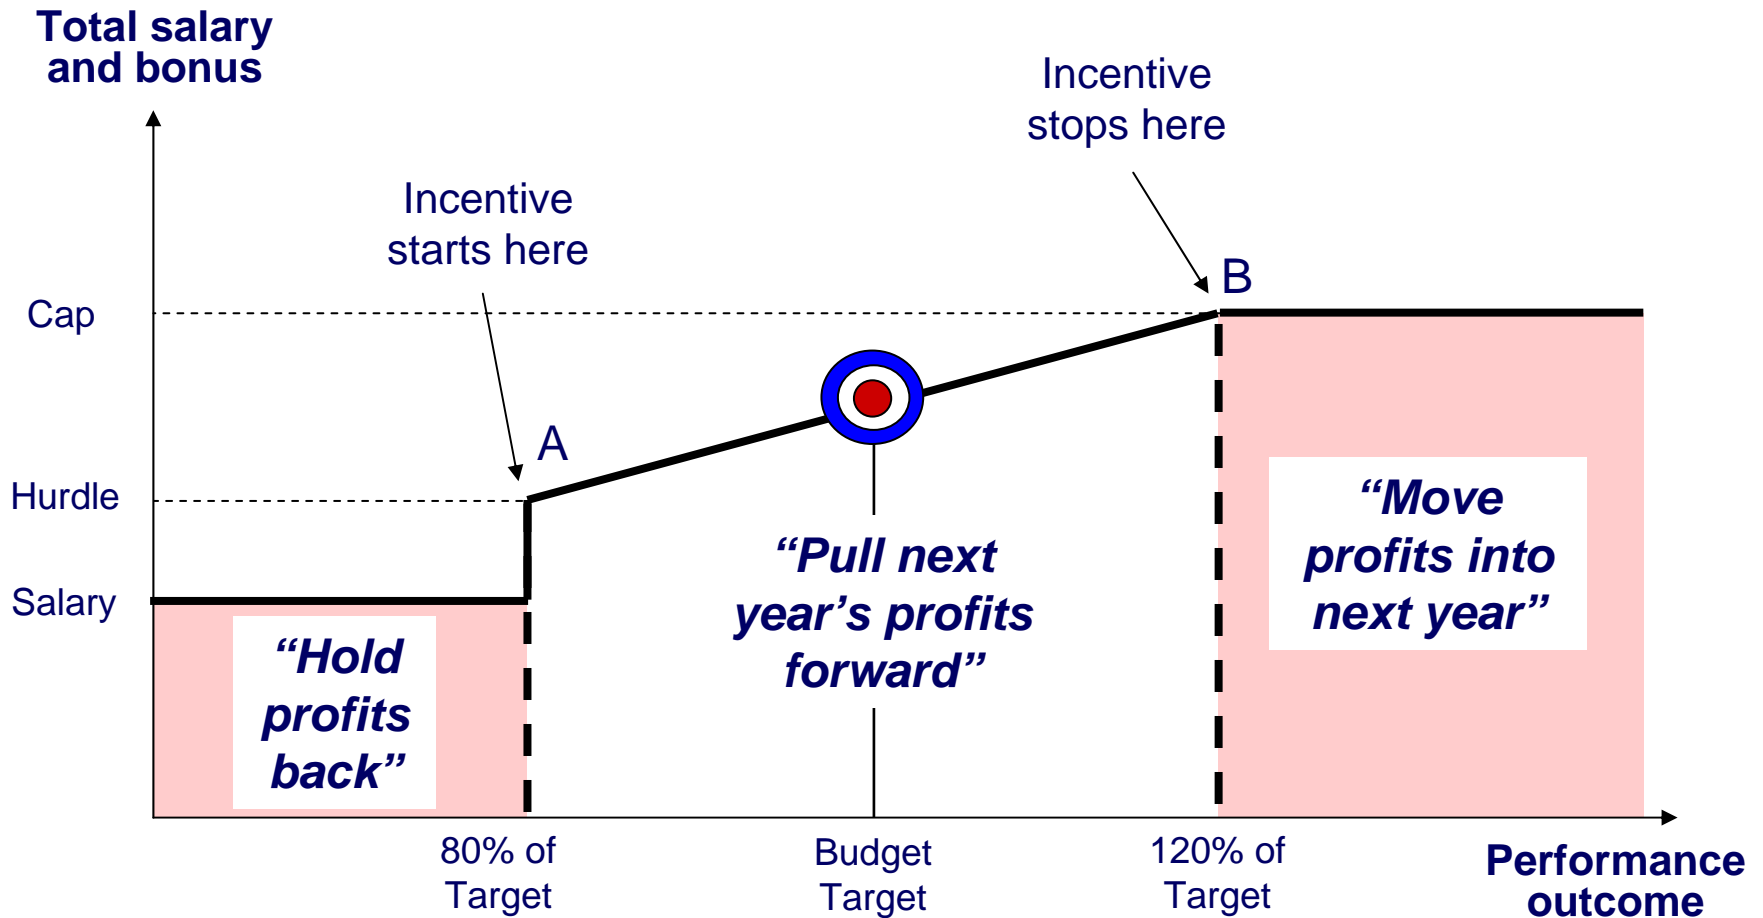 Total salary
and bonus
Incentive
stops here
Incentive
starts here
B
Cap
A
Hurdle
“Move
profits into
next year”
“Pull next
year’s profits
forward”
Salary
“Hold
profits
back”
80% of
Target
Budget
Target
120% of
Target
Performance
outcome